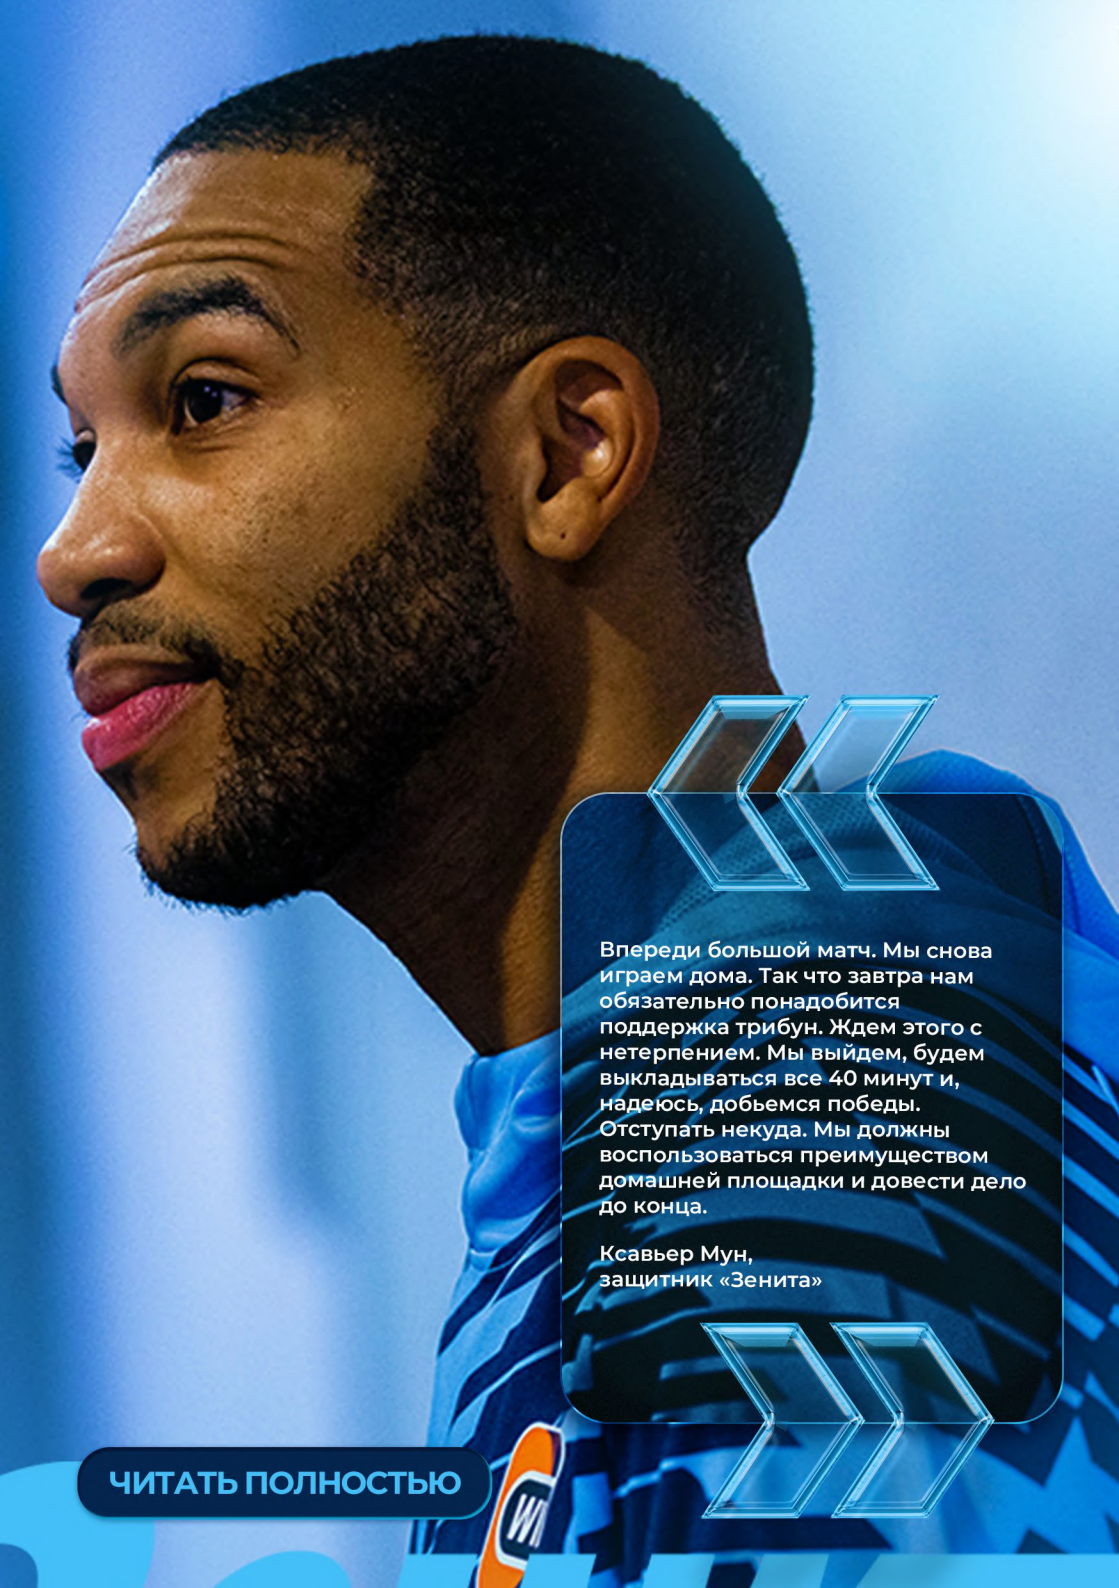 Впереди большой матч. Мы снова
играем дома. Так что завтра нам
обязательно понадобится
поддержка трибун. Ждем этого с
нетерпением. Мы выйдем, будем
выкладываться все 40 минут и,
надеюсь, добьемся победы.
Отступать некуда. Мы должны
воспользоваться преимуществом
домашней площадки и довести дело
до конца.
Ксавьер Мун,
защитник «Зенита»
ЧИТАТЬ ПОЛНОСТЬЮ